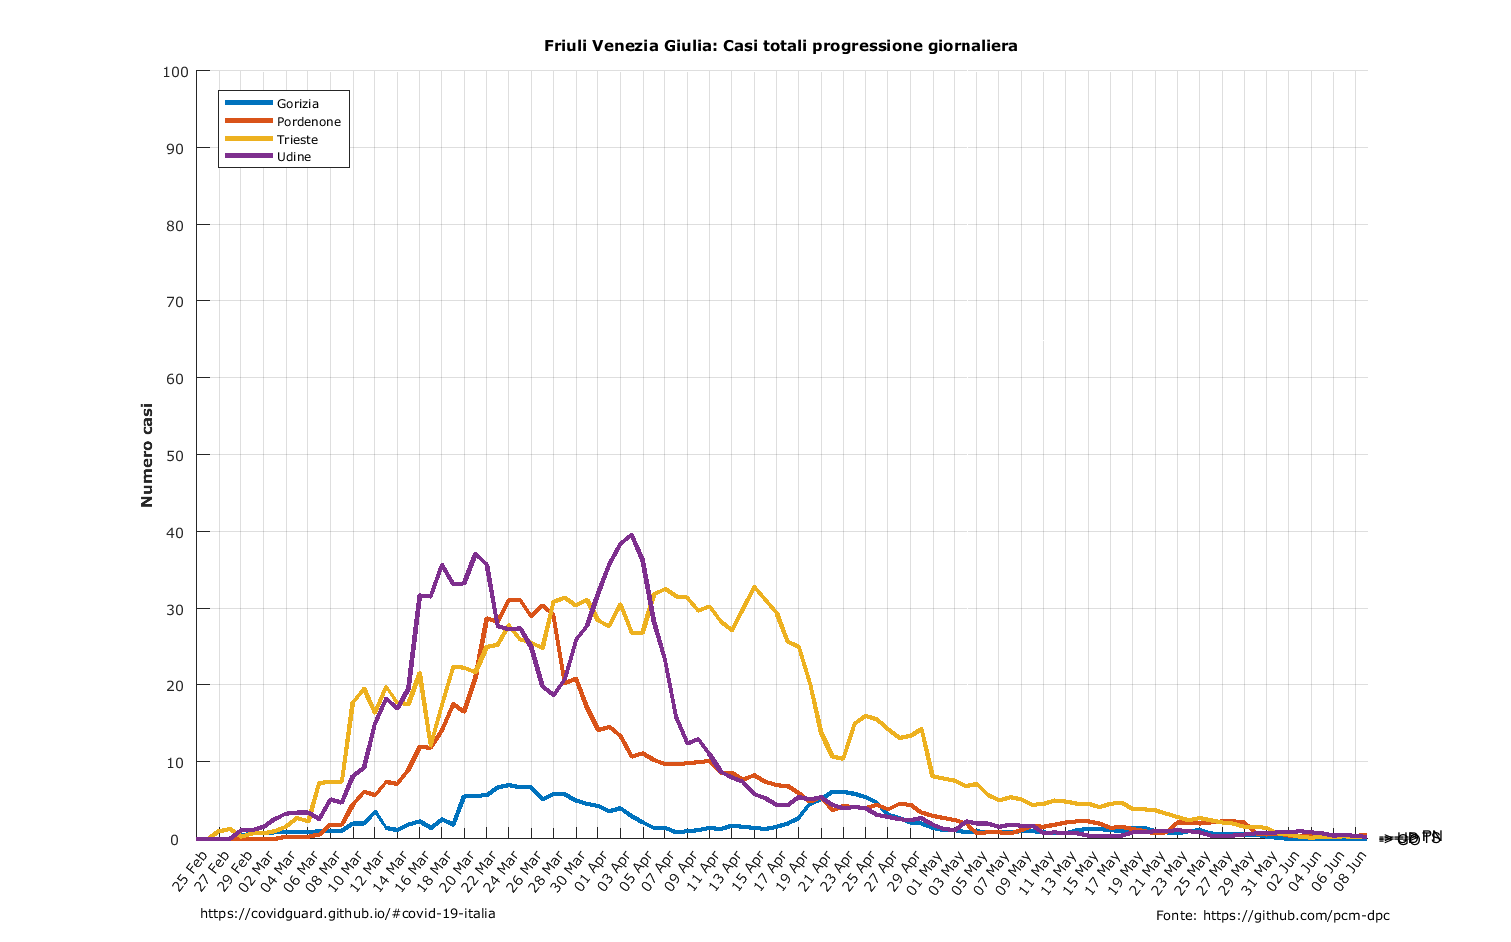 Friuli Venezia Giulia: Casi totali progressione giornaliera
100
90
80
70
60
50
40
30
20
10
0
Numero casi
Gorizia
Pordenone
Trieste
Udine
25 Feb
27 Feb
29 Feb
02 Mar
04 Mar
06 Mar
08 Mar
10 Mar
12 Mar
14 Mar
16 Mar
18 Mar
20 Mar
22 Mar
24 Mar
26 Mar
28 Mar
30 Mar
01 Apr
03 Apr
05 Apr
07 Apr
09 Apr
11 Apr
13 Apr
15 Apr
17 Apr
19 Apr
21 Apr
23 Apr
25 Apr
27 Apr
29 Apr
01 May
03 May
05 May
07 May
09 May
11 May
13 May
15 May
17 May
19 May
21 May
23 May
25 May
27 May
29 May
31 May
02 Jun
04 Jun
06 Jun
08 Jun
PN
TS
https://covidguard.github.io/#covid-19-italia
Fonte: https://github.com/pcm-dpc